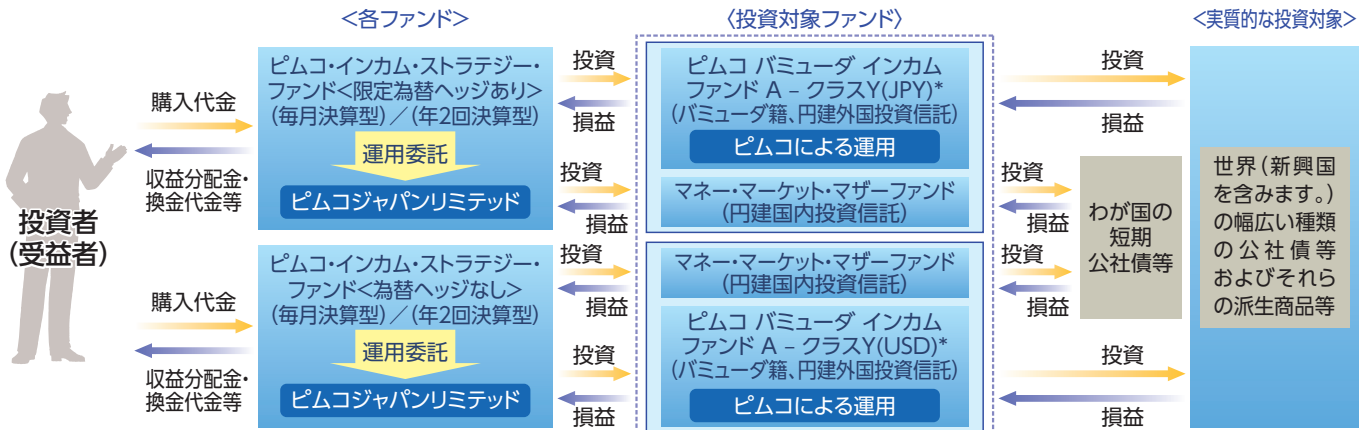 <各ファンド>
〈投資対象ファンド〉
<実質的な投資対象>
投資者
(受益者)
購入代金
収益分配金・
換金代金等
ピムコ・インカム・ストラテジー・
ファンド<限定為替ヘッジあり>
(毎月決算型)／(年2回決算型)
運用委託
ピムコジャパンリミテッド
投資
損益
投資
損益
ピムコ バミューダ インカム
ファンド A – クラスY(JPY)*
(バミューダ籍、円建外国投資信託)
ピムコによる運用
マネー・マーケット・マザーファンド
(円建国内投資信託)
投資
損益
投資
損益
購入代金
収益分配金・
換金代金等
ピムコ・インカム・ストラテジー・
ファンド<為替ヘッジなし>
(毎月決算型)／(年2回決算型)
運用委託
ピムコジャパンリミテッド
投資
損益
投資
損益
マネー・マーケット・マザーファンド
(円建国内投資信託)
ピムコ バミューダ インカム
ファンド A – クラスY(USD)*
(バミューダ籍、円建外国投資信託)
ピムコによる運用
投資
損益
投資
損益
わが国の
短期
公社債等
世界(新興国
を含みます。)
の幅広い種類
の公社債等
およびそれら
の派生商品等